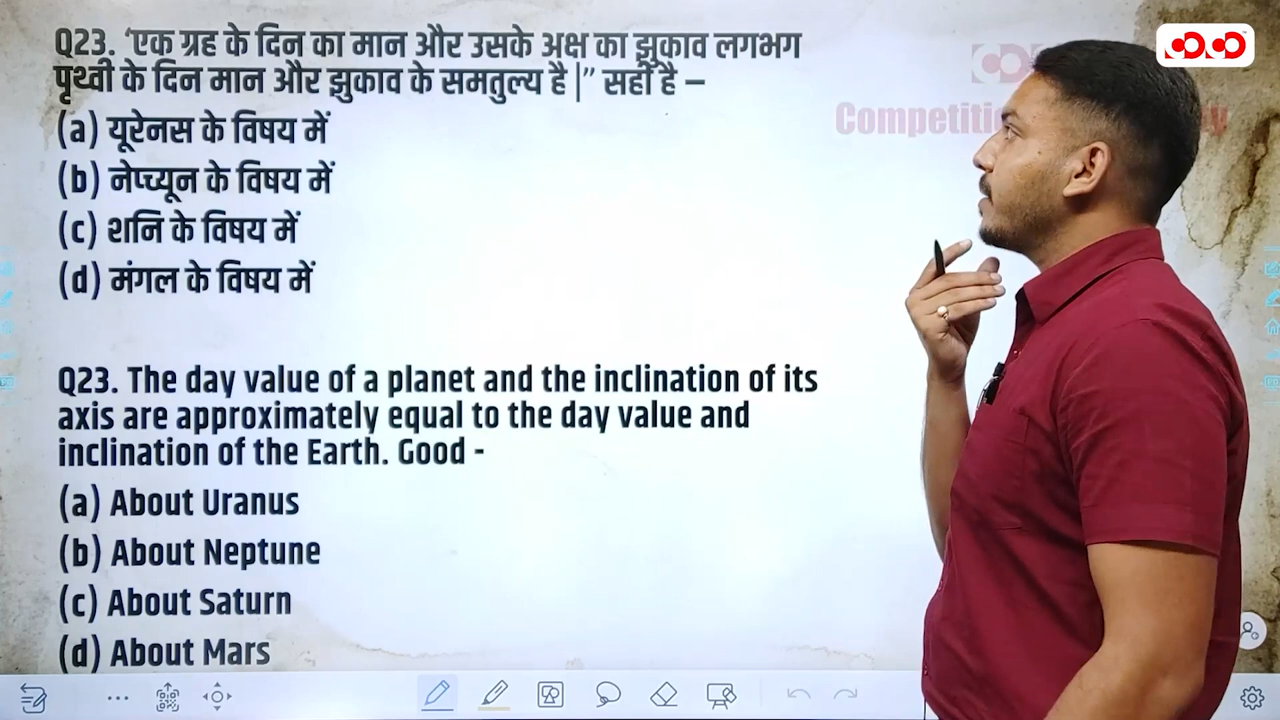 Q23. ‘एक ग्रह के दिन का मान और उसके अक्ष का झुकाव लगभग
पृथ्वी के दिन मान और झुकाव के समतुल्य है |” सही है –
(a) यूरेनस के विषय में
(b) नेप्च्यून के विषय में
(c) शनि के विषय में
(d) मंगल के विषय में
Q23. The day value of a planet and the inclination of its
axis are approximately equal to the day value and
inclination of the Earth. Good -
(a) About Uranus
(b) About Neptune
(c) About Saturn
(d) About Mars